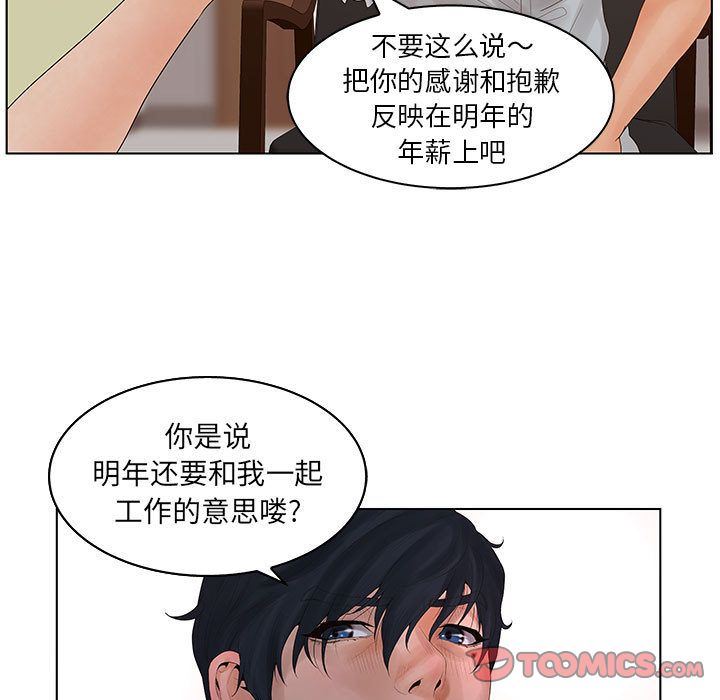 不要这么说～
把你的感谢和抱歉
反映在明年的
年薪上吧
你是说
明年还要和我一起
工作的意思喽?
TOOMICS.com